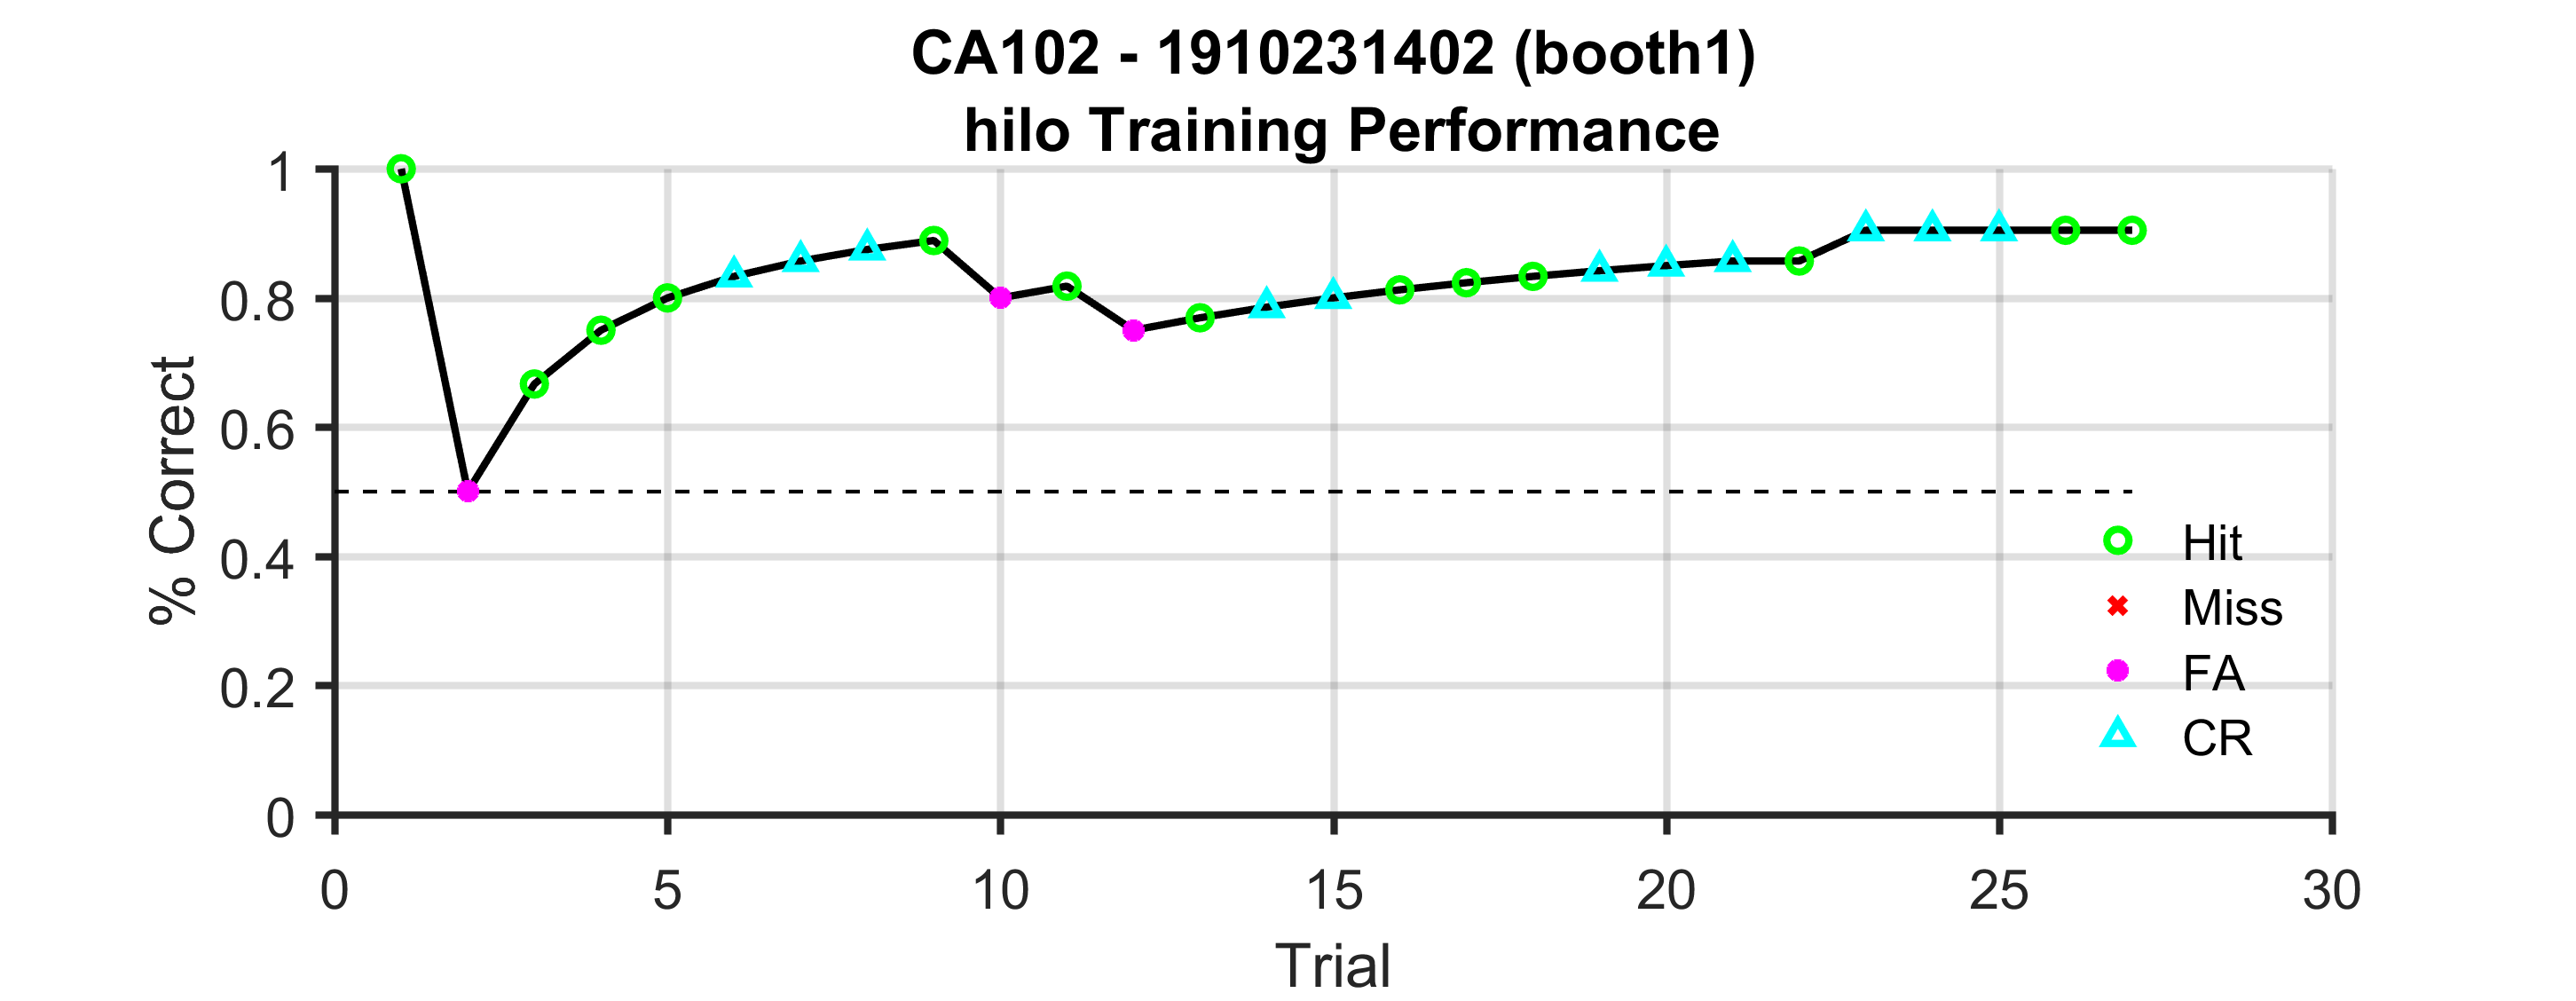 CA102 - 1910231402 (booth1)
hilo Training Performance
1
0.8
0.6
0.4
0.2
0
% Correct
Hit
Miss
FA
CR
0 5 10 15 20 25 30
Trial